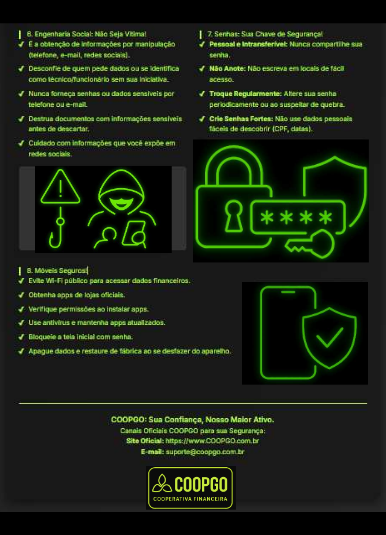 6. Engenharia Social: Não Seja Vítima!
É a obtenção de informações por manipulação
(telefone, e-mail, redes sociais).
Desconfie de quem pede dados ou se identifica
como técnico/funcionário sem sua iniciativa.
Nunca forneça senhas ou dados sensíveis por
telefone ou e-mail.
Destrua documentos com informações sensíveis
antes de descartar.
Cuidado com informações que você expõe em
redes sociais.
7. Senhas: Sua Chave de Segurança!
Pessoal e Intransferível: Nunca compartilhe sua
senha.
Não Anote: Não escreva em locais de fácil
acesso.
Troque Regularmente: Altere sua senha
periodicamente ou ao suspeitar de quebra.
Crie Senhas Fortes: Não use dados pessoais
fáceis de descobrir (CPF, datas).
****
8. Móveis Seguros!
Evite Wi-Fi público para acessar dados financeiros.
Obtenha apps de lojas oficiais.
Verifique permissões ao instalar apps.
Use antivírus e mantenha apps atualizados.
Bloqueie a tela inicial com senha.
Apague dados e restaure de fábrica ao se desfazer do aparelho.
COOPGO: Sua Confiança, Nosso Maior Ativo.
Canais Oficiais COOPGO para sua Segurança:
Site Oficial: https://www.COOPGO.com.br
E-mail: suporte@coopgo.com.br
COOPGO
COOPERATIVA FINANCEIRA